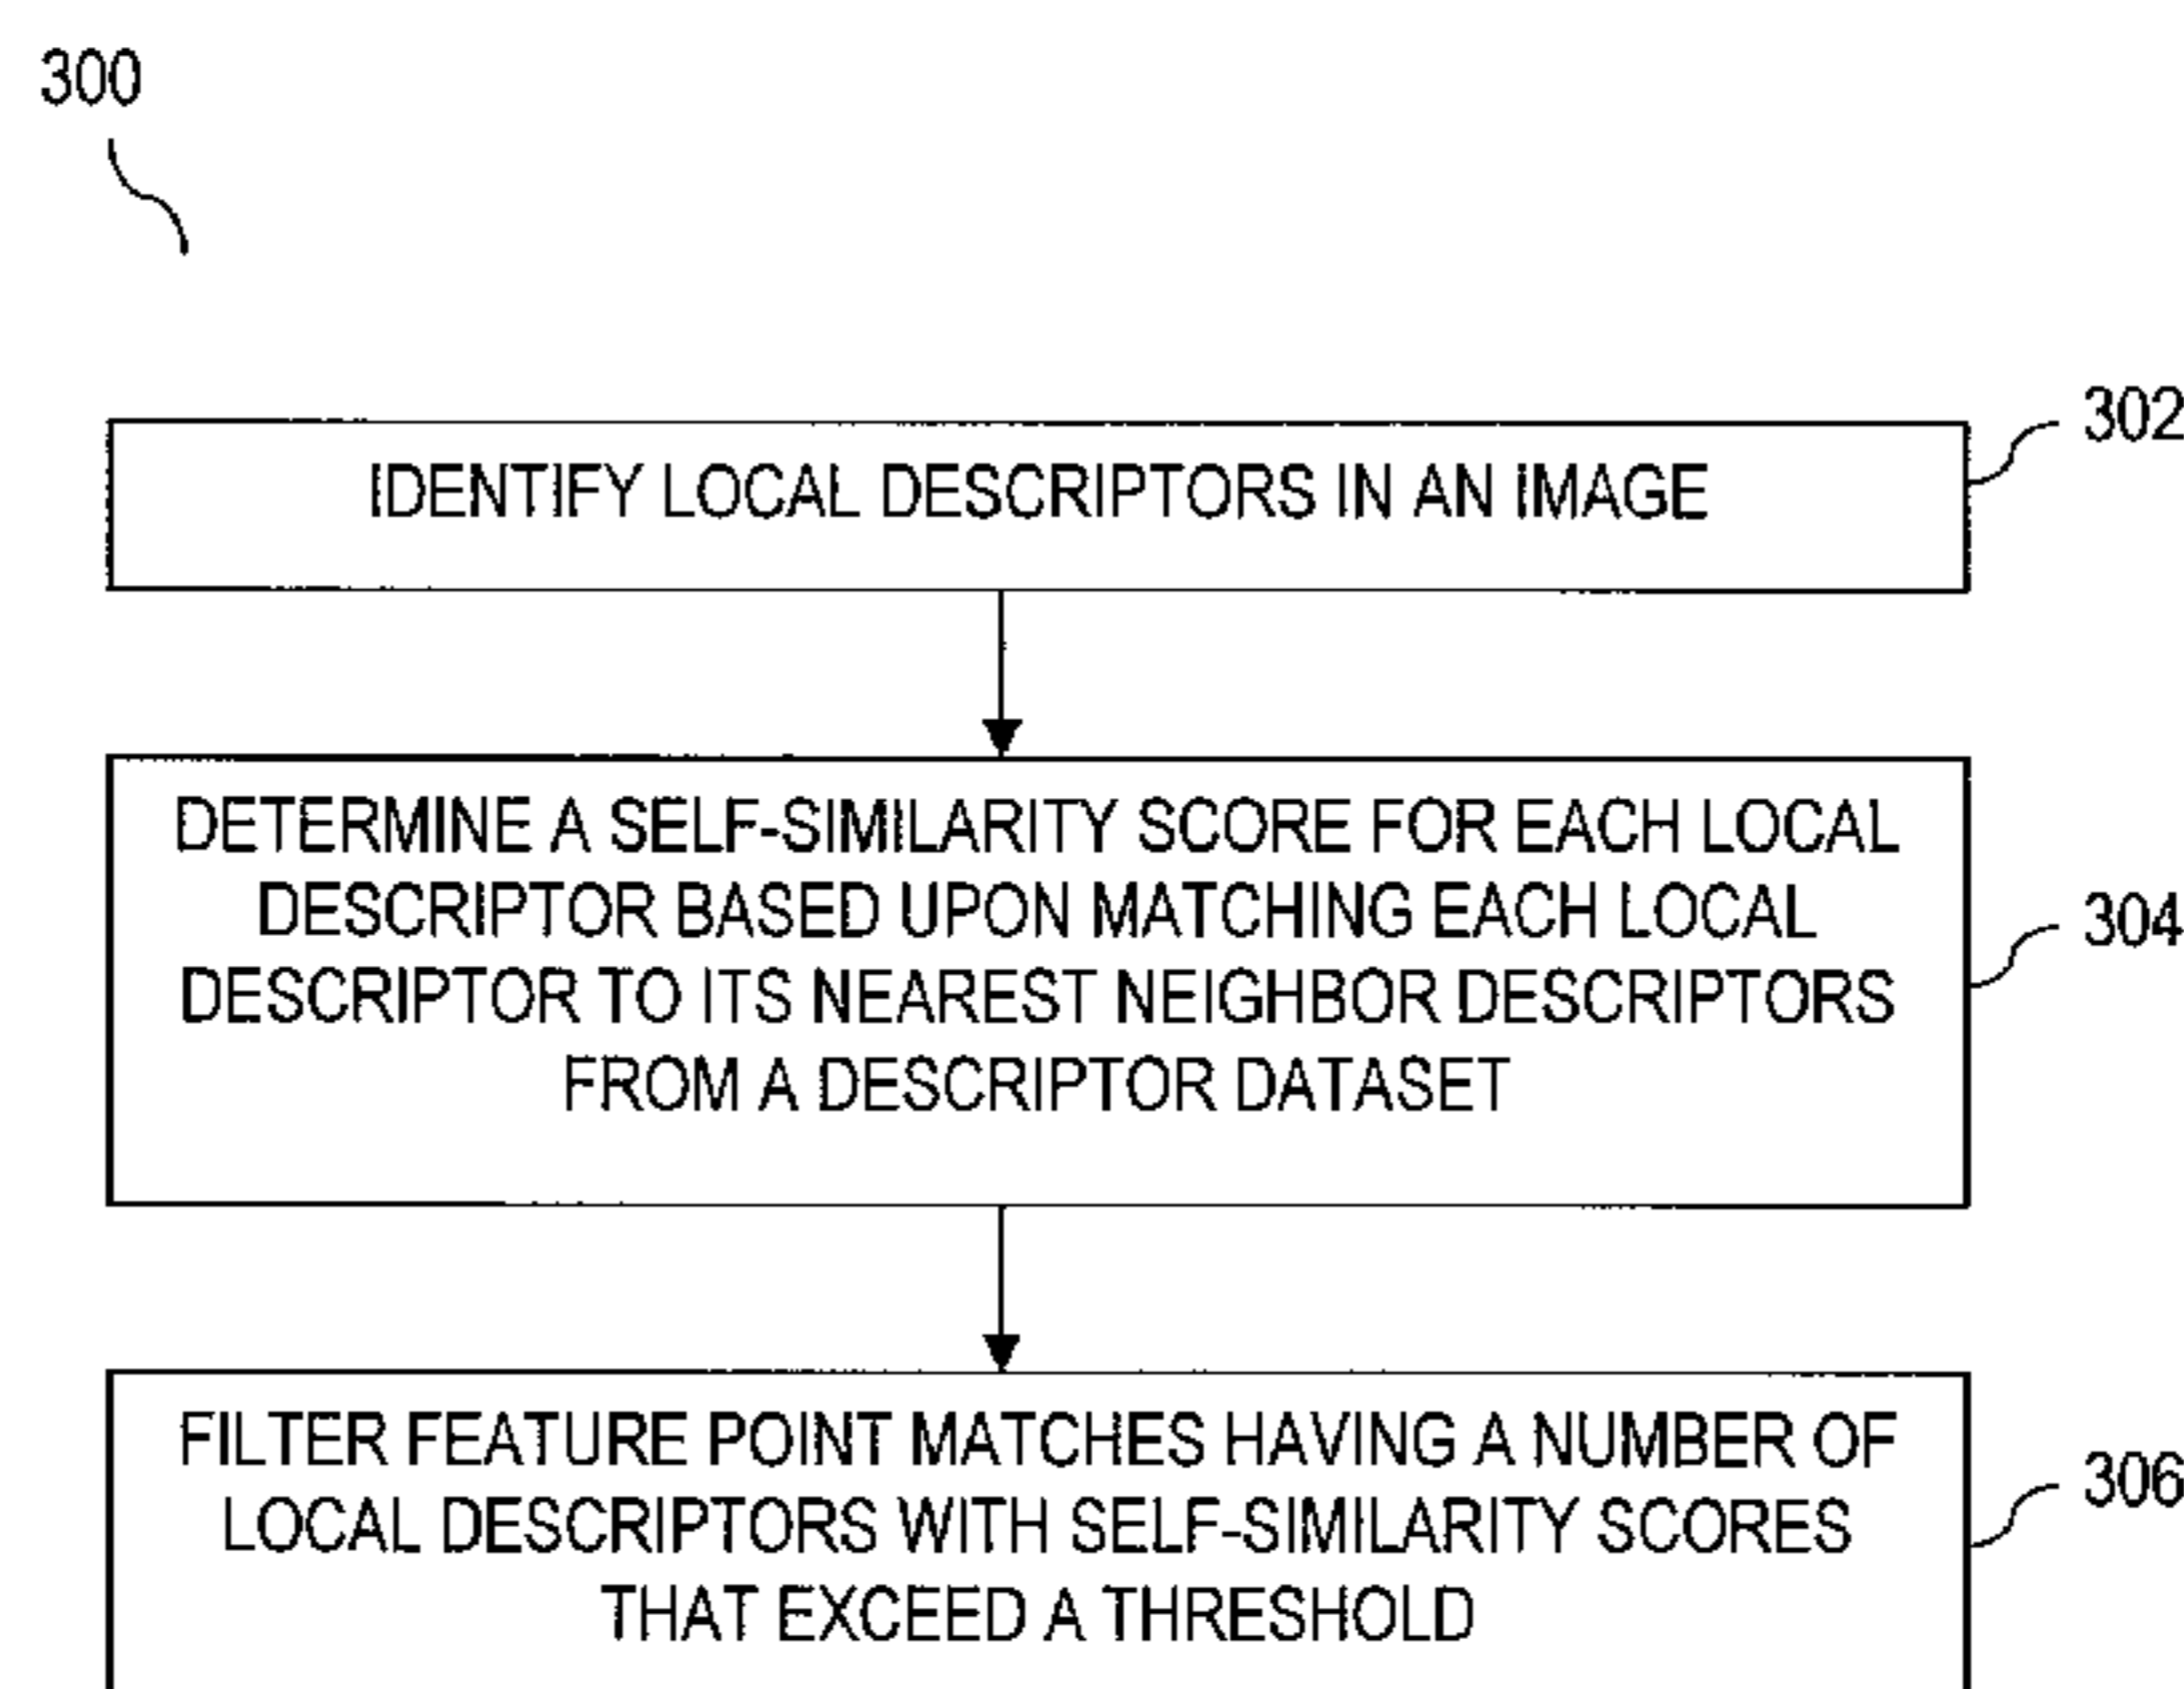 300
302
IDENTIFY LOCAL DESCRIPTORS IN AN IMAGE
DETERMINE A SELF-SIMILARITY SCORE FOR EACH LOCAL
DESCRIPTOR BASED UPON MATCHING EACH LOCAL
DESCRIPTOR TO ITS NEAREST NEIGHBOR DESCRIPTORS
FROM A DESCRIPTOR DATASET
304
FILTER FEATURE POINT MATCHES HAVING A NUMBER OF
LOCAL DESCRIPTORS WITH SELF-SIMILARITY SCORES
THAT EXCEED A THRESHOLD
306